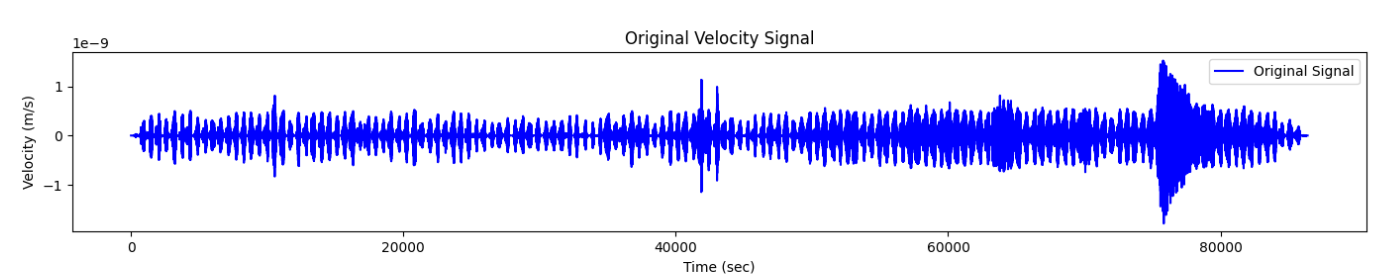 Original Velocity Signal
1e−9
Original Signal
1
0
−1
Velocity (m/s)
0 20000 40000 60000 80000
Time (sec)